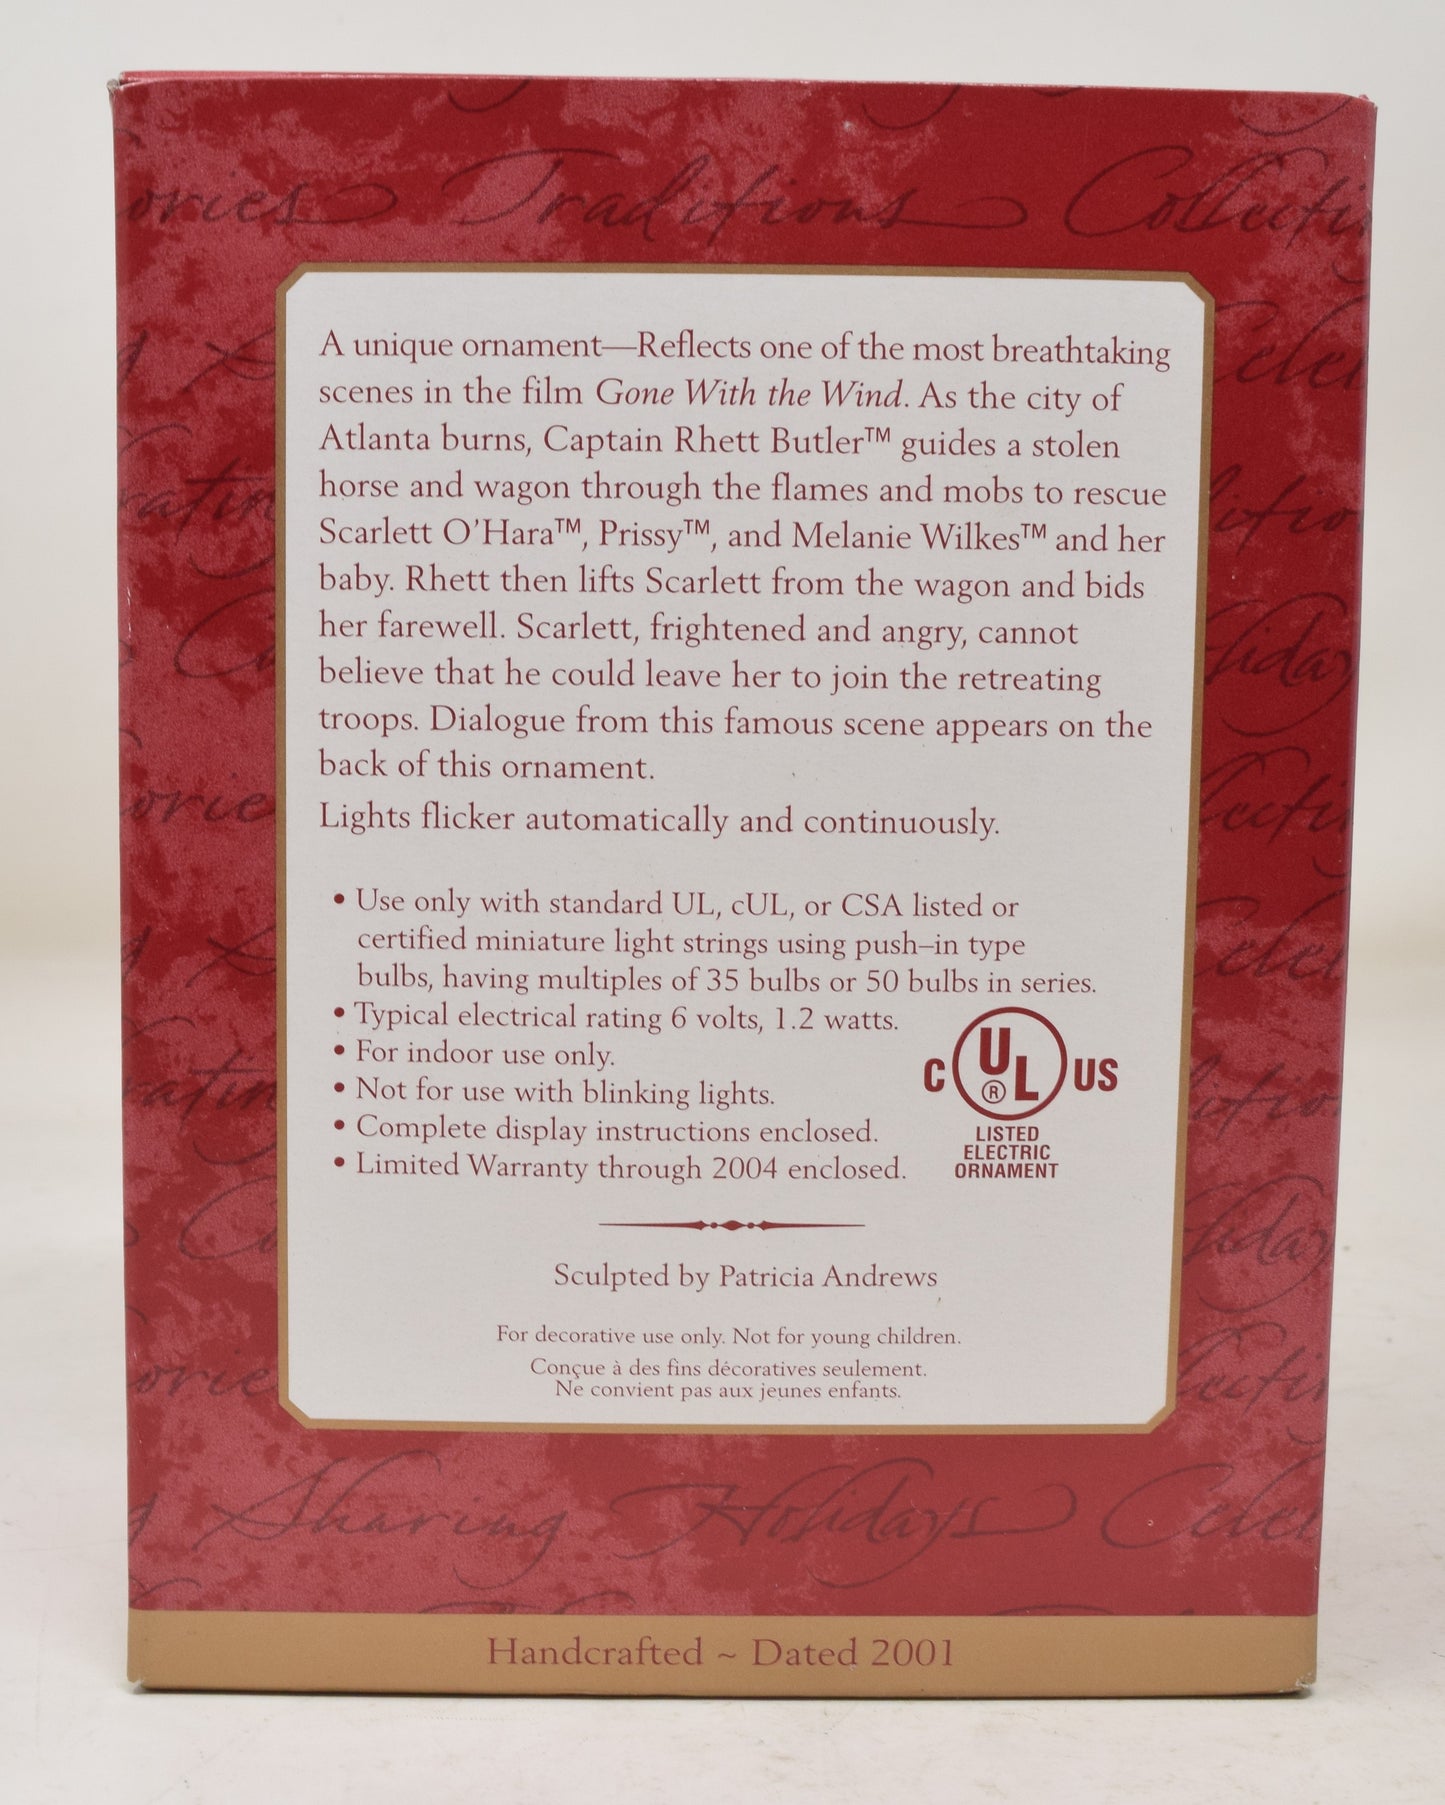 Traditions
A unique ornament—Reflects one of the most breathtaking
scenes in the film Gone With the Wind. As the city of
Atlanta burns, Captain Rhett Butler™ guides a stolen
horse and wagon through the flames and mobs to rescue
Scarlett O'Hara™, Prissy™, and Melanie Wilkes™ and her
baby. Rhett then lifts Scarlett from the wagon and bids
her farewell. Scarlett, frightened and angry, cannot
believe that he could leave her to join the retreating
troops. Dialogue from this famous scene appears on the
back of this ornament.
Lights flicker automatically and continuously.
• Use only with standard UL, cUL, or CSA listed or
certified miniature light strings using push–in type
bulbs, having multiples of 35 bulbs or 50 bulbs in series.
• Typical electrical rating 6 volts, 1.2 watts.
• For indoor use only.
• Not for use with blinking lights.
• Complete display instructions enclosed.
• Limited Warranty through 2004 enclosed.
C UL® US
LISTED
ELECTRIC
ORNAMENT
Sculpted by Patricia Andrews
For decorative use only. Not for young children.
Conçue à des fins décoratives seulement.
Ne convient pas aux jeunes enfants.
Sharing Holidays
Handcrafted ~ Dated 2001